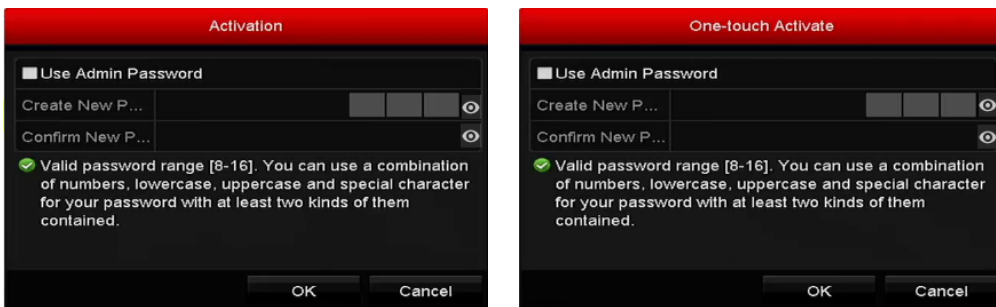 Activation
Use Admin Password
Create New P...
Confirm New P...
Valid password range [8-16]. You can use a combination
of numbers, lowercase, uppercase and special character
for your password with at least two kinds of them
contained.
OK
Cancel
One-touch Activate
Use Admin Password
Create New P...
Confirm New P...
Valid password range [8-16]. You can use a combination
of numbers, lowercase, uppercase and special character
for your password with at least two kinds of them
contained.
OK
Cancel